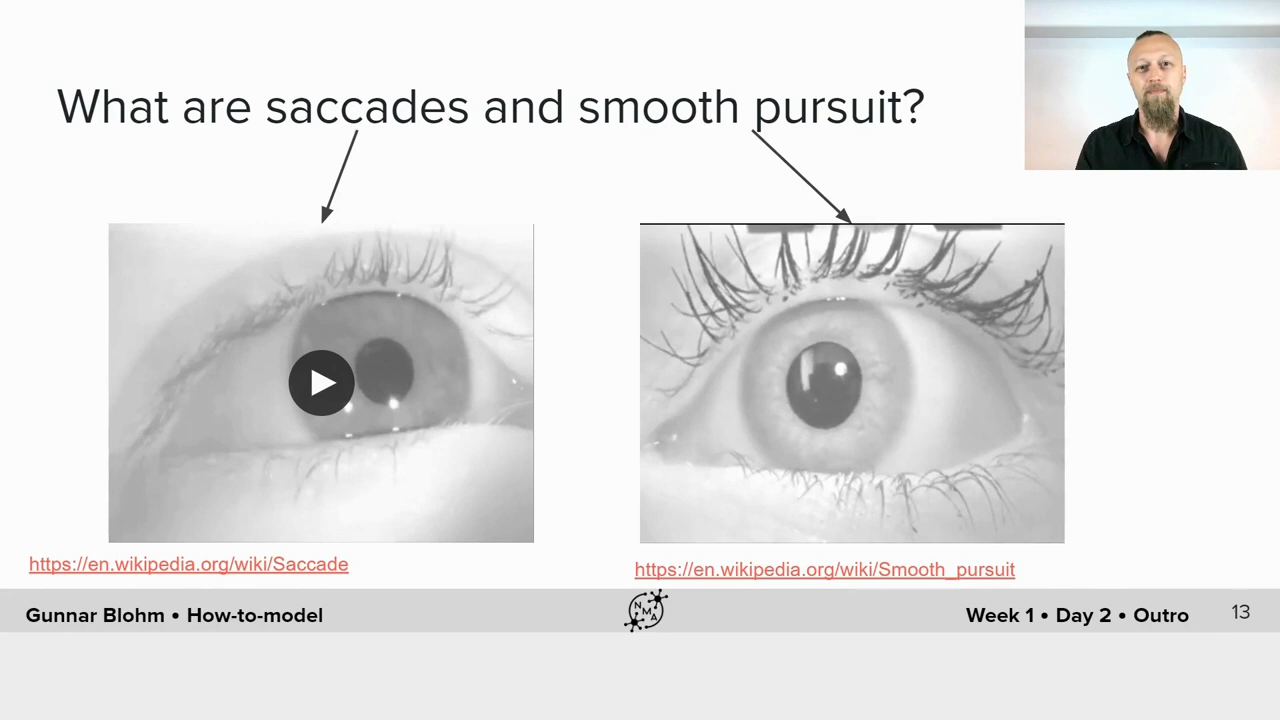 What are saccades and smooth pursuit?
https://en.wikipedia.org/wiki/Saccade
https://en.wikipedia.org/wiki/Smooth_pursuit
Gunnar Blohm • How-to-model
NMA
Week 1 • Day 2 • Outro
13